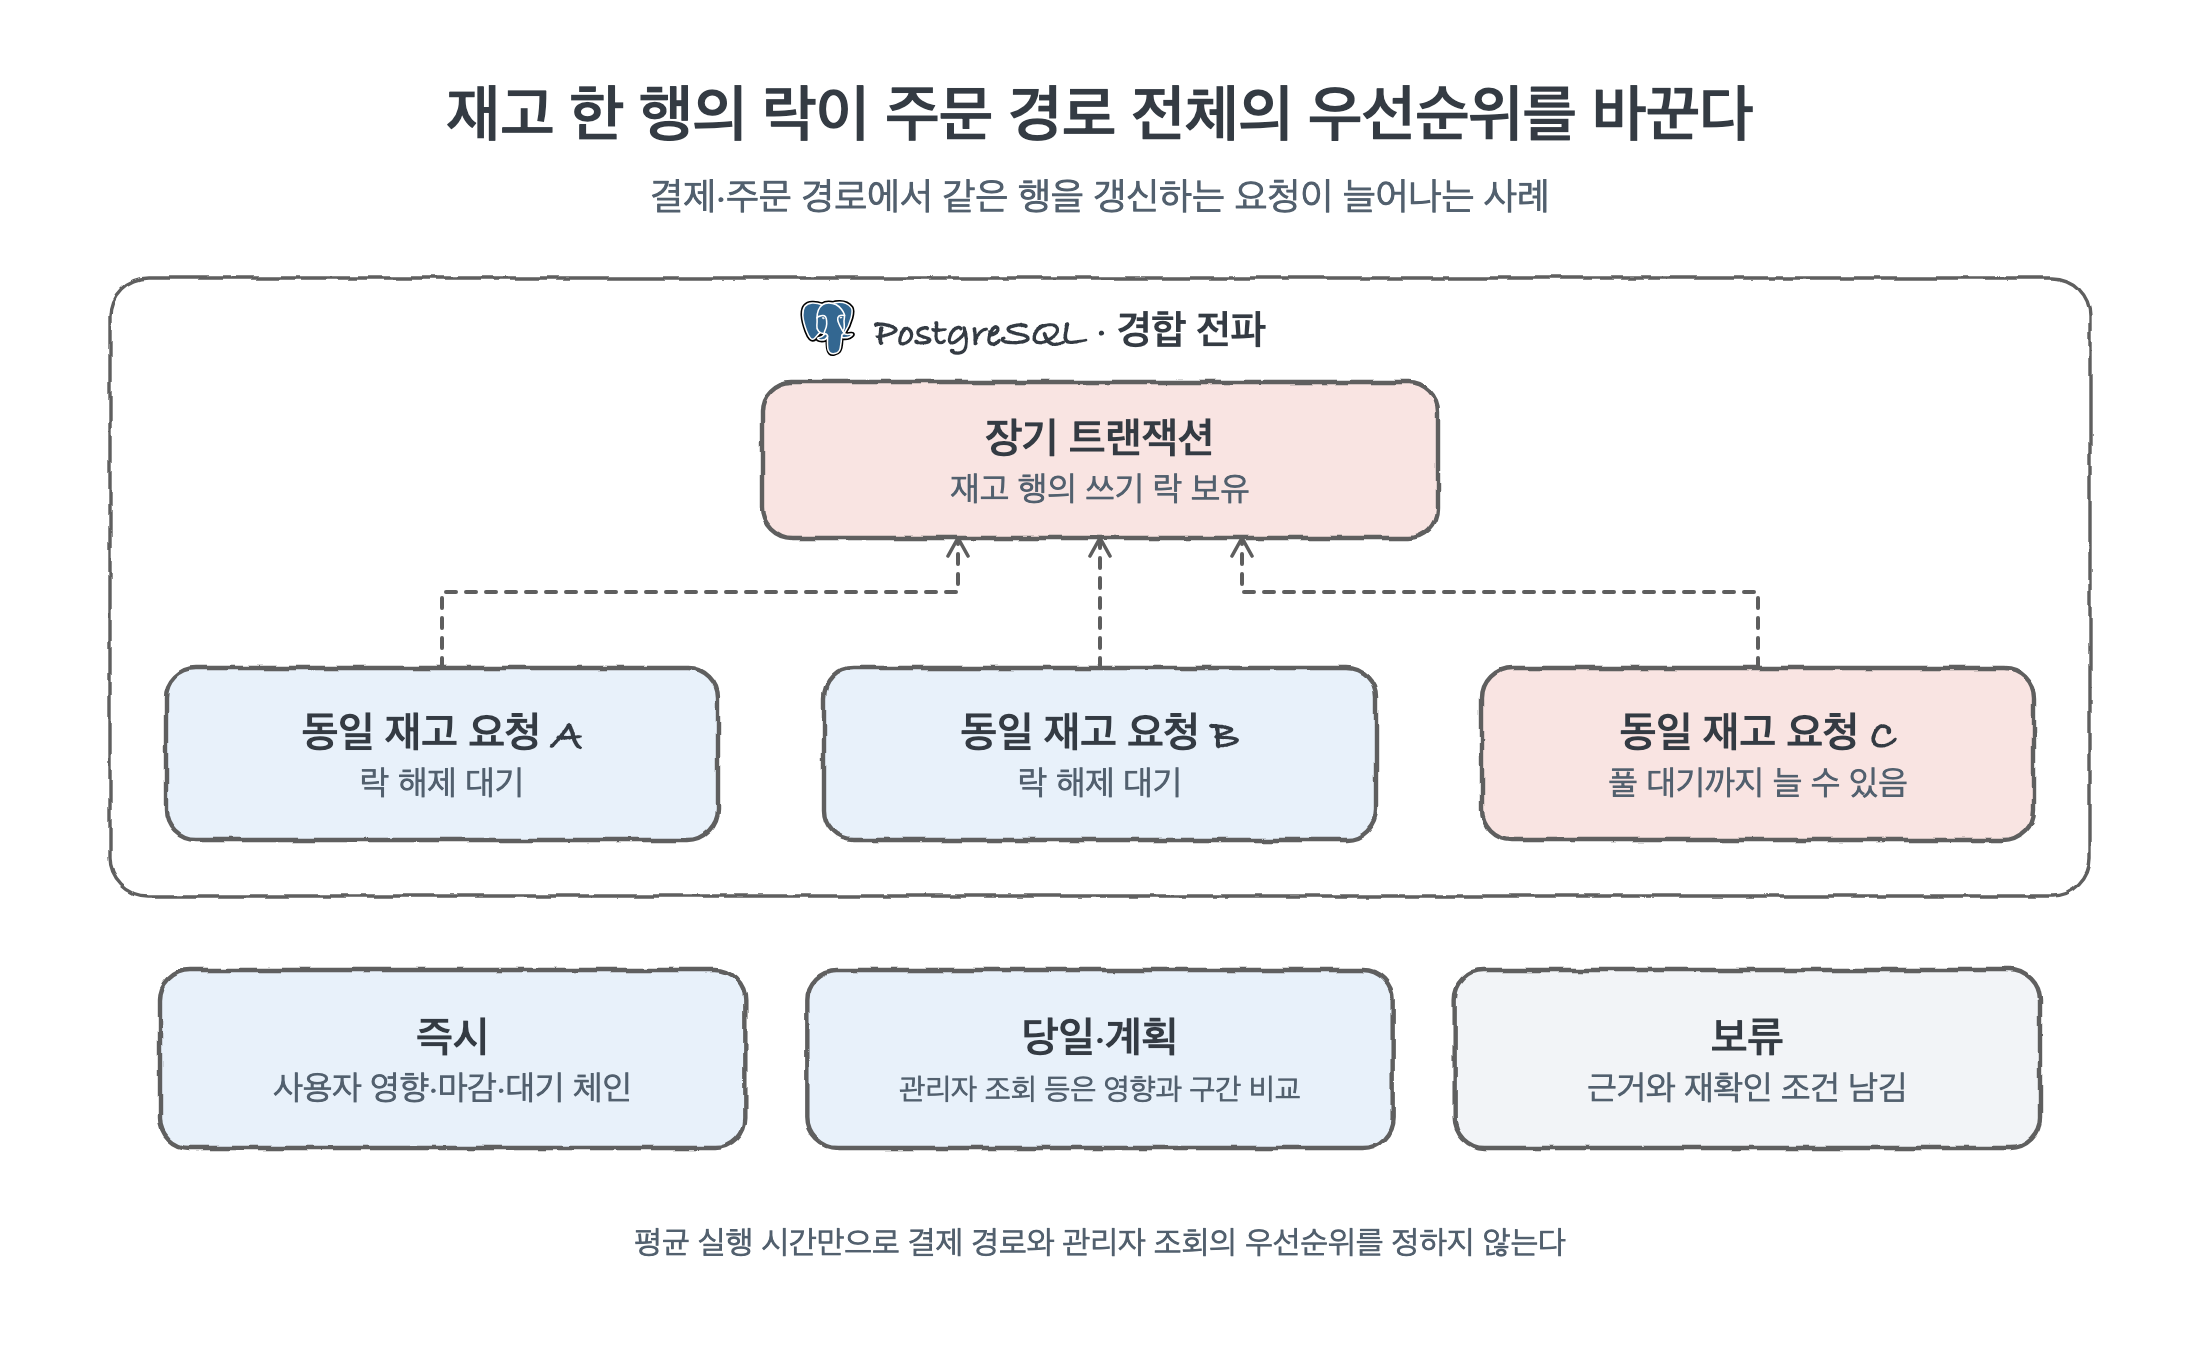 재고 한 행의 락이 주문 경로 전체의 우선순위를 바꾼다
결제·주문 경로에서 같은 행을 갱신하는 요청이 늘어나는 사례
PostgreSQL · 경합 전파
장기 트랜잭션
재고 행의 쓰기 락 보유
동일 재고 요청 A
락 해제 대기
동일 재고 요청 B
락 해제 대기
동일 재고 요청 C
풀 대기까지 늘 수 있음
즉시
사용자 영향·마감·대기 체인
당일·계획
관리자 조회 등은 영향과 구간 비교
보류
근거와 재확인 조건 남김
평균 실행 시간만으로 결제 경로와 관리자 조회의 우선순위를 정하지 않는다